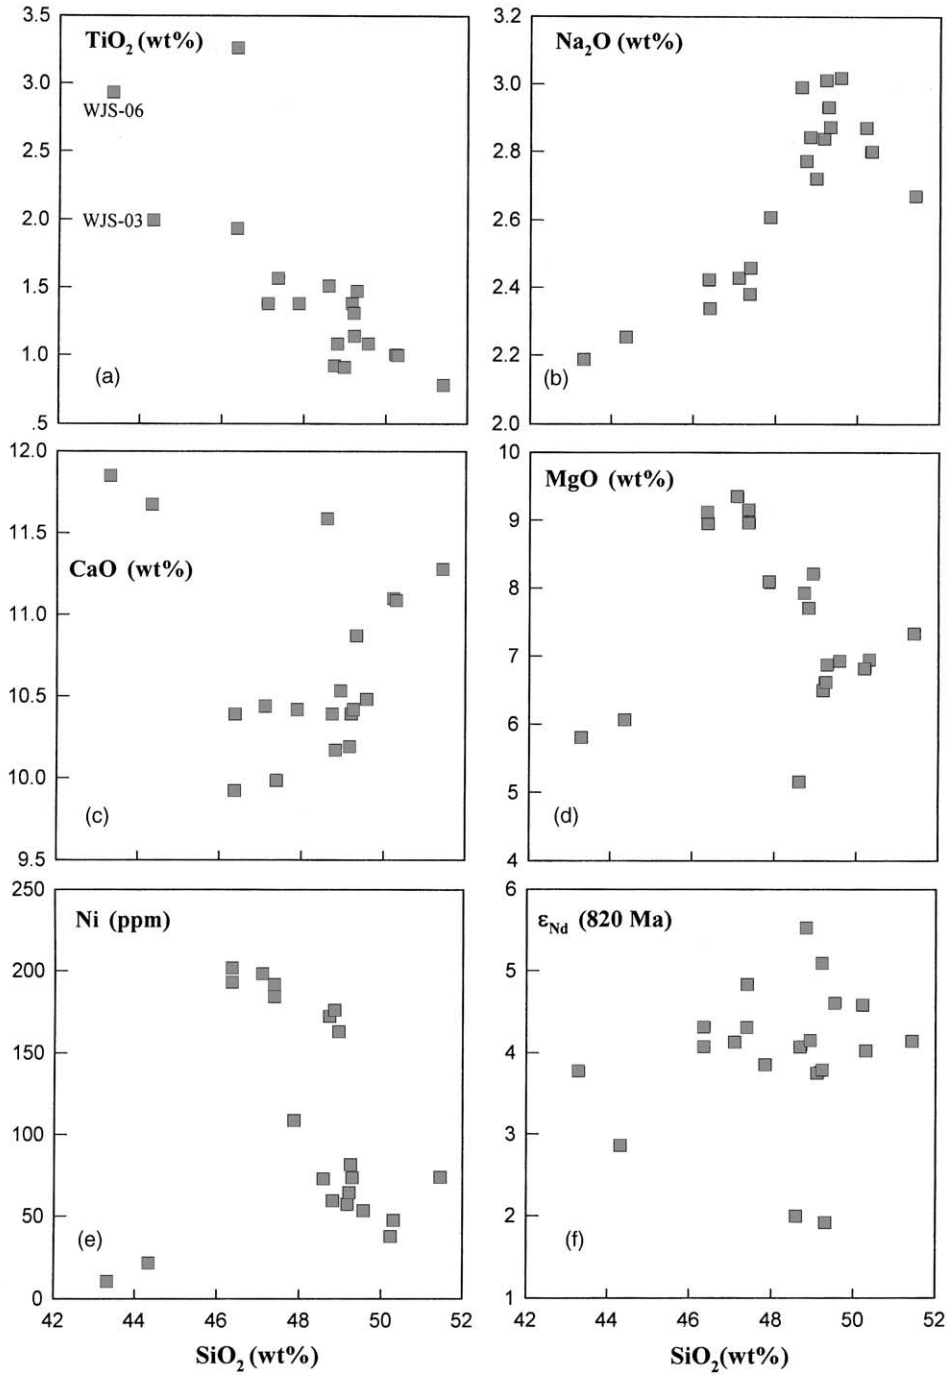 TiO2 (wt%)
3.5
3.0
2.5
2.0
1.5
1.0
.5
WJS-06
WJS-03
(a)
Na2O (wt%)
3.2
3.0
2.8
2.6
2.4
2.2
2.0
(b)
CaO (wt%)
12.0
11.5
11.0
10.5
10.0
9.5
(c)
MgO (wt%)
10
9
8
7
6
5
4
(d)
Ni (ppm)
250
200
150
100
50
0
(e)
42 44 46 48 50 52
SiO2 (wt%)
εNd (820 Ma)
6
5
4
3
2
1
(f)
42 44 46 48 50 52
SiO2(wt%)